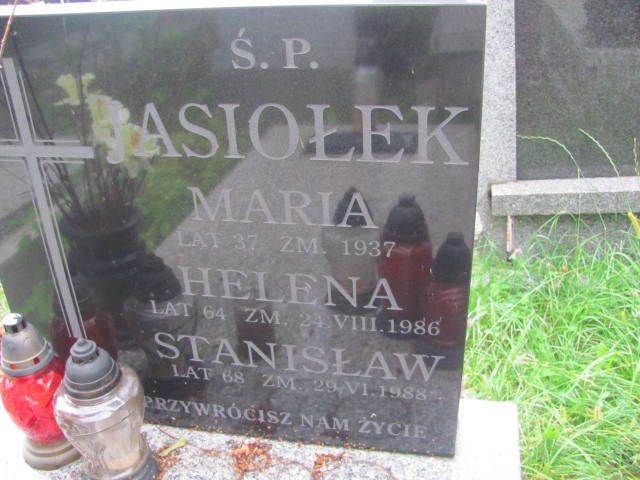 Ś.P.
JASIOŁEK
MARIA
LAT 37 ZM. 1937
HELENA
LAT 64 ZM. 24.VIII.1986
STANISŁAW
LAT 68 ZM. 29.VI.1988
PRZYWRÓCISZ NAM ŻYCIE